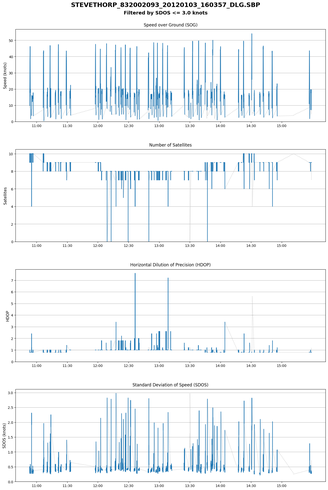 STEVETHORP_832002093_20120103_160357_DLG.SBP
Filtered by SDOS <= 3.0 knots
Speed over Ground (SOG)
Speed (knots)
50
40
30
20
10
0
11:00 11:30 12:00 12:30 13:00 13:30 14:00 14:30 15:00
Number of Satellites
Satellites
10
8
6
4
2
0
11:00 11:30 12:00 12:30 13:00 13:30 14:00 14:30 15:00
Horizontal Dilution of Precision (HDOP)
HDOP
7
6
5
4
3
2
1
0
11:00 11:30 12:00 12:30 13:00 13:30 14:00 14:30 15:00
Standard Deviation of Speed (SDOS)
SDOS (knots)
3.0
2.5
2.0
1.5
1.0
0.5
0.0
11:00 11:30 12:00 12:30 13:00 13:30 14:00 14:30 15:00